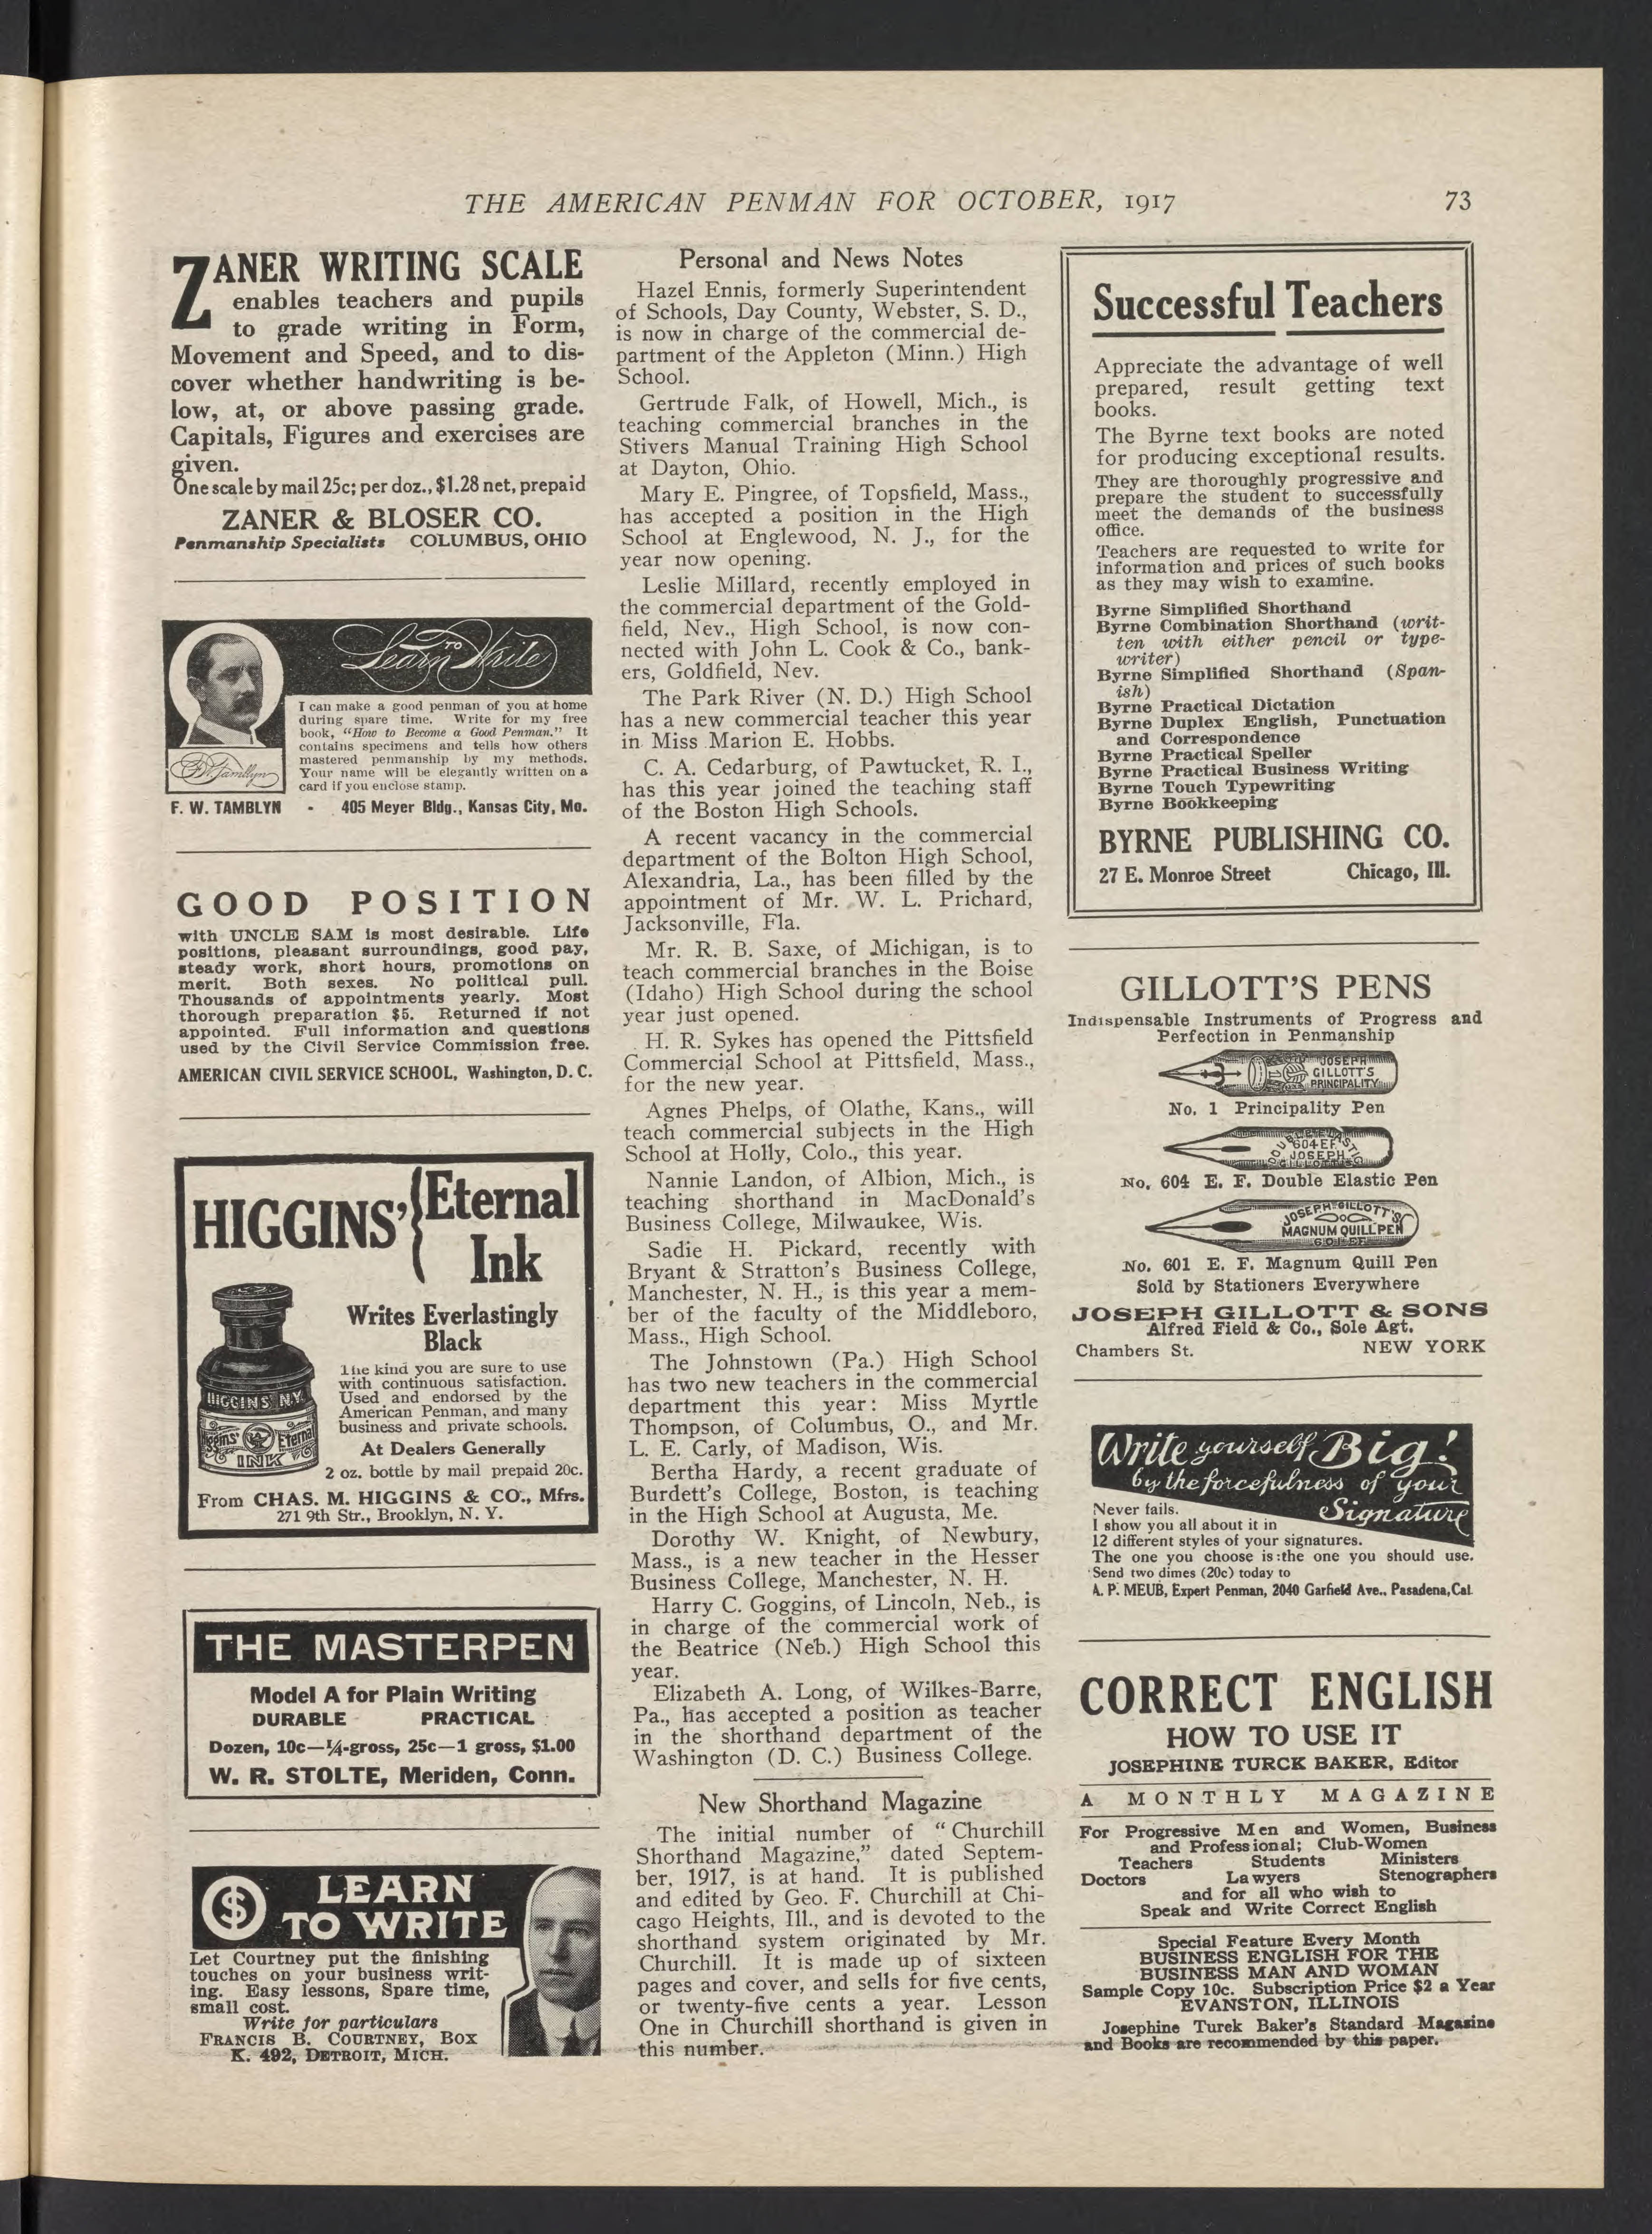 THE AMERICAN PENMAN FOR OCTOBER, 1917
73
ZANER WRITING SCALE
enables teachers and pupils
to grade writing in Form,
Movement and Speed, and to dis-
cover whether handwriting is be-
low, at, or above passing grade.
Capitals, Figures and exercises are
given.
One scale by mail 25c; per doz., $1.28 net, prepaid
ZANER & BLOSER CO.
Penmanship Specialists COLUMBUS, OHIO
Learn TO Write
I can make a good penman of you at home
during spare time. Write for my free
book, "How to Become a Good Penman." It
contains specimens and tells how others
mastered penmanship by my methods.
Your name will be elegantly written on a
card if you enclose stamp.
F. W. Tamblyn
F. W. TAMBLYN - 405 Meyer Bldg., Kansas City, Mo.
GOOD POSITION
with UNCLE SAM is most desirable. Life
positions, pleasant surroundings, good pay,
steady work, short hours, promotions on
merit. Both sexes. No political pull.
Thousands of appointments yearly. Most
thorough preparation $5. Returned if not
appointed. Full information and questions
used by the Civil Service Commission free.
AMERICAN CIVIL SERVICE SCHOOL, Washington, D. C.
HIGGINS' { Eternal
Ink
Writes Everlastingly
Black
The kind you are sure to use
with continuous satisfaction.
Used and endorsed by the
American Penman, and many
business and private schools.
At Dealers Generally
2 oz. bottle by mail prepaid 20c.
HIGGINS N.Y.
Higgins' Eternal
INK
From CHAS. M. HIGGINS & CO., Mfrs.
271 9th Str., Brooklyn, N. Y.
THE MASTERPEN
Model A for Plain Writing
DURABLE PRACTICAL
Dozen, 10c—¼-gross, 25c—1 gross, $1.00
W. R. STOLTE, Meriden, Conn.
$ LEARN
TO WRITE
Let Courtney put the finishing
touches on your business writ-
ing. Easy lessons, Spare time,
small cost.
Write for particulars
FRANCIS B. COURTNEY, BOX
K. 492, DETROIT, MICH.
Personal and News Notes
Hazel Ennis, formerly Superintendent
of Schools, Day County, Webster, S. D.,
is now in charge of the commercial de-
partment of the Appleton (Minn.) High
School.
Gertrude Falk, of Howell, Mich., is
teaching commercial branches in the
Stivers Manual Training High School
at Dayton, Ohio.
Mary E. Pingree, of Topsfield, Mass.,
has accepted a position in the High
School at Englewood, N. J., for the
year now opening.
Leslie Millard, recently employed in
the commercial department of the Gold-
field, Nev., High School, is now con-
nected with John L. Cook & Co., bank-
ers, Goldfield, Nev.
The Park River (N. D.) High School
has a new commercial teacher this year
in Miss Marion E. Hobbs.
C. A. Cedarburg, of Pawtucket, R. I.,
has this year joined the teaching staff
of the Boston High Schools.
A recent vacancy in the commercial
department of the Bolton High School,
Alexandria, La., has been filled by the
appointment of Mr. W. L. Prichard,
Jacksonville, Fla.
Mr. R. B. Saxe, of Michigan, is to
teach commercial branches in the Boise
(Idaho) High School during the school
year just opened.
H. R. Sykes has opened the Pittsfield
Commercial School at Pittsfield, Mass.,
for the new year.
Agnes Phelps, of Olathe, Kans., will
teach commercial subjects in the High
School at Holly, Colo., this year.
Nannie Landon, of Albion, Mich., is
teaching shorthand in MacDonald's
Business College, Milwaukee, Wis.
Sadie H. Pickard, recently with
Bryant & Stratton's Business College,
Manchester, N. H., is this year a mem-
ber of the faculty of the Middleboro,
Mass., High School.
The Johnstown (Pa.) High School
has two new teachers in the commercial
department this year: Miss Myrtle
Thompson, of Columbus, O., and Mr.
L. E. Carly, of Madison, Wis.
Bertha Hardy, a recent graduate of
Burdett's College, Boston, is teaching
in the High School at Augusta, Me.
Dorothy W. Knight, of Newbury,
Mass., is a new teacher in the Hesser
Business College, Manchester, N. H.
Harry C. Goggins, of Lincoln, Neb., is
in charge of the commercial work of
the Beatrice (Neb.) High School this
year.
Elizabeth A. Long, of Wilkes-Barre,
Pa., has accepted a position as teacher
in the shorthand department of the
Washington (D. C.) Business College.
New Shorthand Magazine
The initial number of "Churchill
Shorthand Magazine," dated Septem-
ber, 1917, is at hand. It is published
and edited by Geo. F. Churchill at Chi-
cago Heights, Ill., and is devoted to the
shorthand system originated by Mr.
Churchill. It is made up of sixteen
pages and cover, and sells for five cents,
or twenty-five cents a year. Lesson
One in Churchill shorthand is given in
this number.
Successful Teachers
Appreciate the advantage of well
prepared, result getting text
books.
The Byrne text books are noted
for producing exceptional results.
They are thoroughly progressive and
prepare the student to successfully
meet the demands of the business
office.
Teachers are requested to write for
information and prices of such books
as they may wish to examine.
Byrne Simplified Shorthand
Byrne Combination Shorthand (writ-
ten with either pencil or type-
writer)
Byrne Simplified Shorthand (Span-
ish)
Byrne Practical Dictation
Byrne Duplex English, Punctuation
and Correspondence
Byrne Practical Speller
Byrne Practical Business Writing
Byrne Touch Typewriting
Byrne Bookkeeping
BYRNE PUBLISHING CO.
27 E. Monroe Street Chicago, Ill.
GILLOTT'S PENS
Indispensable Instruments of Progress and
Perfection in Penmanship
JOSEPH
GILLOTT'S
PRINCIPALITY
No. 1 Principality Pen
DOUBLE ELASTIC
604 EF
JOSEPH
GILLOTT'S
No. 604 E. F. Double Elastic Pen
JOSEPH GILLOTT'S
MAGNUM QUILL PEN
No. 601 E. F. Magnum Quill Pen
Sold by Stationers Everywhere
JOSEPH GILLOTT & SONS
Alfred Field & Co., Sole Agt.
Chambers St. NEW YORK
Write yourself Big!
by the forcefulness of your
Signature
Never fails.
I show you all about it in
12 different styles of your signatures.
The one you choose is:the one you should use.
Send two dimes (20c) today to
A. P. MEUB, Expert Penman, 2040 Garfield Ave., Pasadena, Cal.
CORRECT ENGLISH
HOW TO USE IT
JOSEPHINE TURCK BAKER, Editor
A MONTHLY MAGAZINE
For Progressive Men and Women, Business
and Professional; Club-Women
Teachers Students Ministers
Doctors Lawyers Stenographers
and for all who wish to
Speak and Write Correct English
Special Feature Every Month
BUSINESS ENGLISH FOR THE
BUSINESS MAN AND WOMAN
Sample Copy 10c. Subscription Price $2 a Year
EVANSTON, ILLINOIS
Josephine Turck Baker's Standard Magazine
and Books are recommended by this paper.